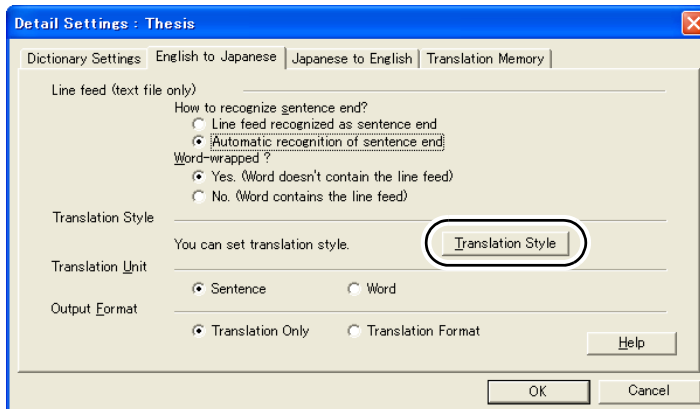 Detail Settings : Thesis
Dictionary Settings English to Japanese Japanese to English Translation Memory
Line feed (text file only)
How to recognize sentence end?
Line feed recognized as sentence end
Automatic recognition of sentence end
Word-wrapped ?
Yes. (Word doesn't contain the line feed)
No. (Word contains the line feed)
Translation Style
You can set translation style. Translation Style
Translation Unit
Sentence Word
Output Format
Translation Only Translation Format
Help
OK Cancel